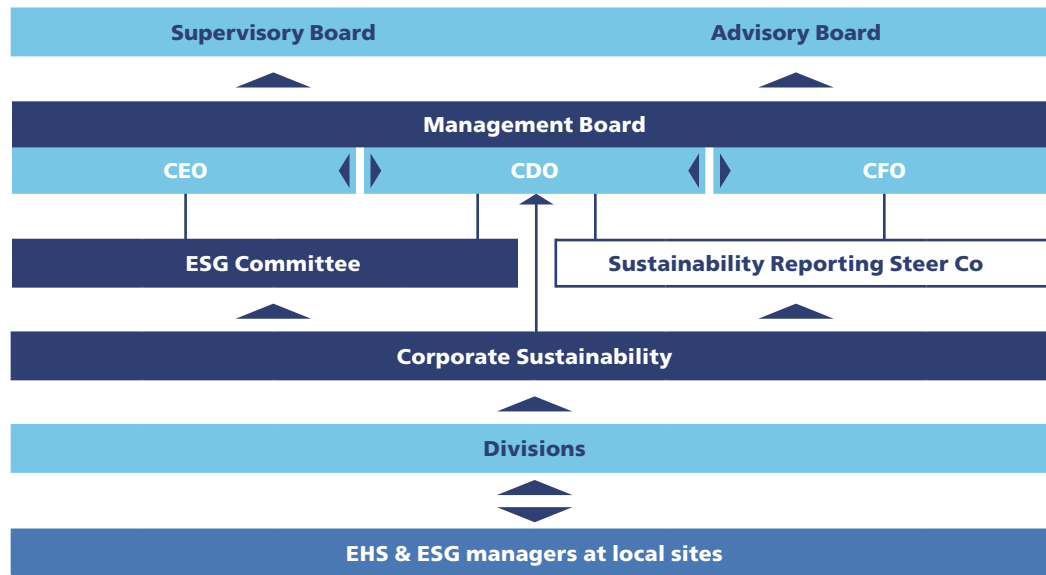 Supervisory Board
Advisory Board
Management Board
CEO
CDO
CFO
ESG Committee
Sustainability Reporting Steer Co
Corporate Sustainability
Divisions
EHS & ESG managers at local sites